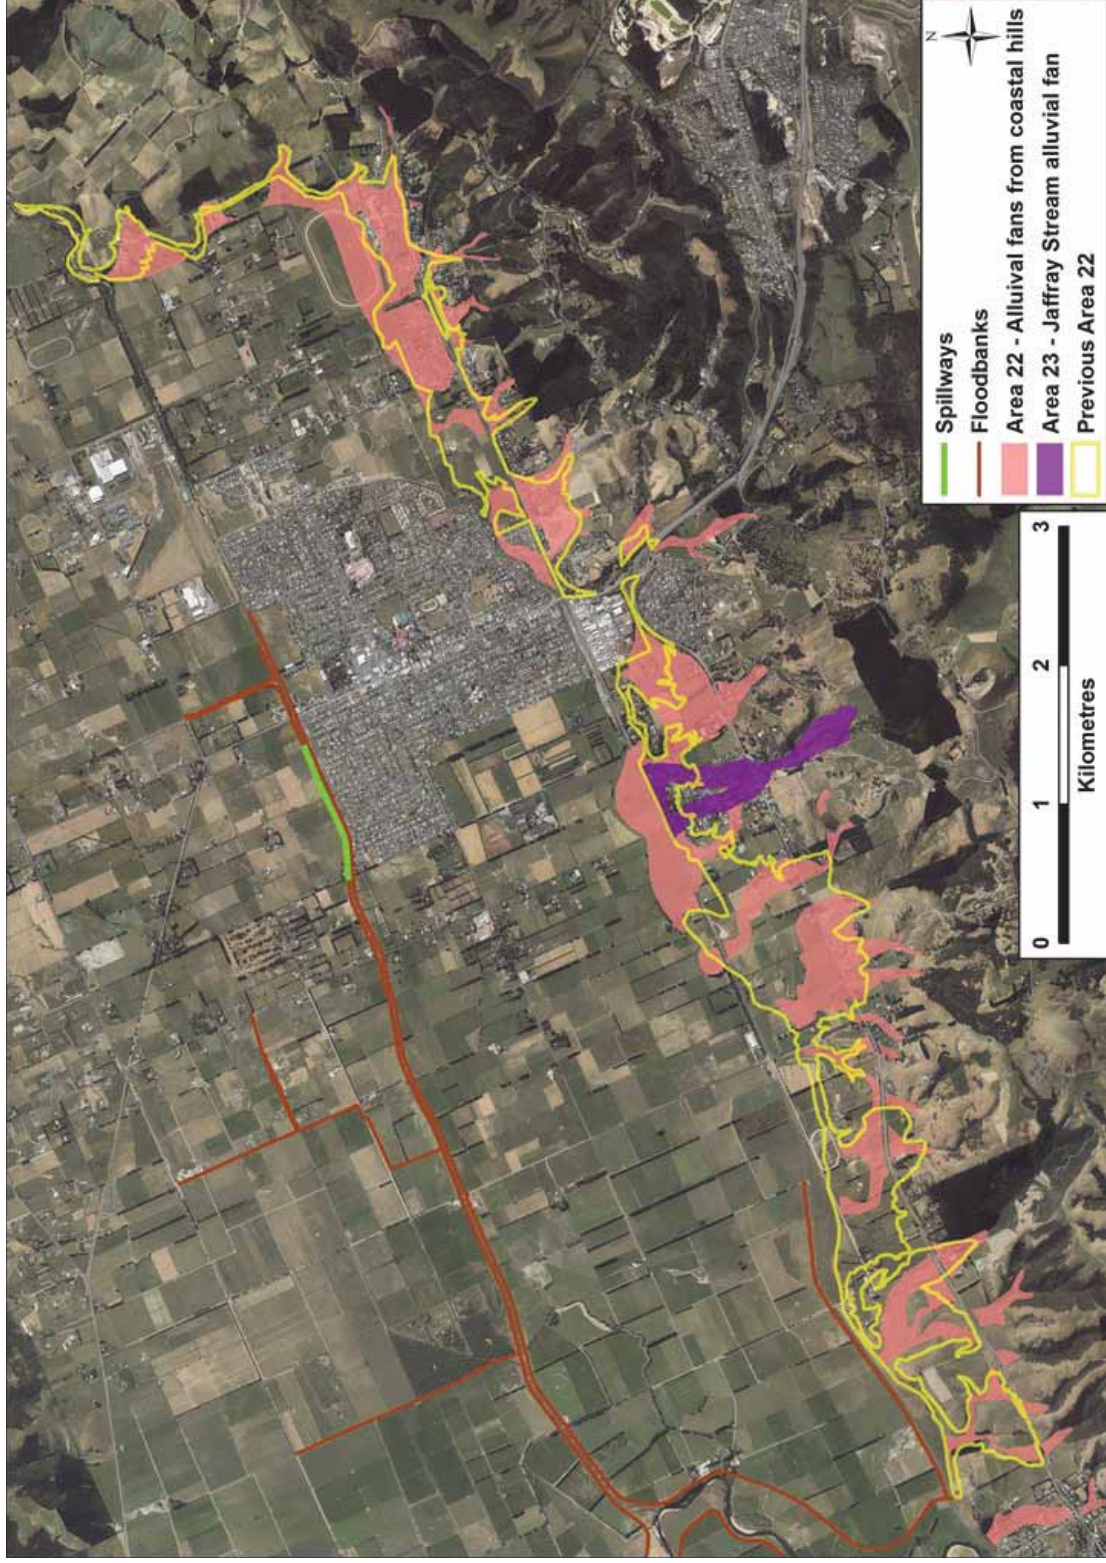 N
Spillways
Floodbanks
Area 22 - Alluival fans from coastal hills
Area 23 - Jaffray Stream alluvial fan
Previous Area 22
0 1 2 3
Kilometres